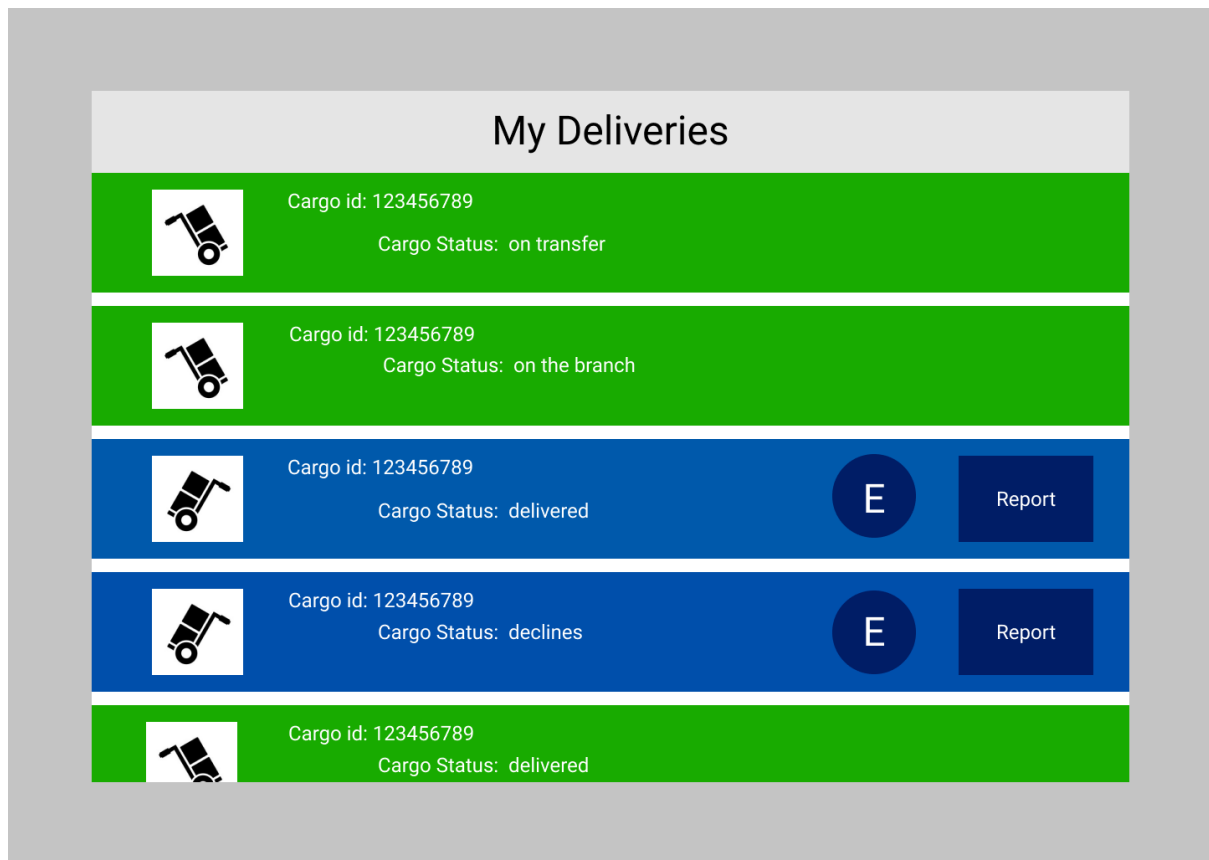 My Deliveries
Cargo id: 123456789
Cargo Status:  on transfer
Cargo id: 123456789
Cargo Status:  on the branch
Cargo id: 123456789
Cargo Status:  delivered
E
Report
Cargo id: 123456789
Cargo Status:  declines
E
Report
Cargo id: 123456789
Cargo Status:  delivered